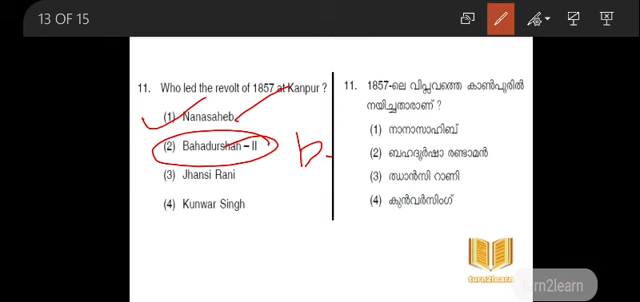 13 OF 15
11. Who led the revolt of 1857 at Kanpur ?
(1) Nanasaheb
(2) Bahadurshah – II
(3) Jhansi Rani
(4) Kunwar Singh
b
11. 1857-ലെ വിപ്ലവത്തെ കാൺപൂരിൽ
നയിച്ചതാരാണ് ?
(1) നാനാസാഹിബ്
(2) ബഹദൂർഷാ രണ്ടാമൻ
(3) ഝാൻസി റാണി
(4) കുൻവർസിംഗ്
turn2learn
turn2learn